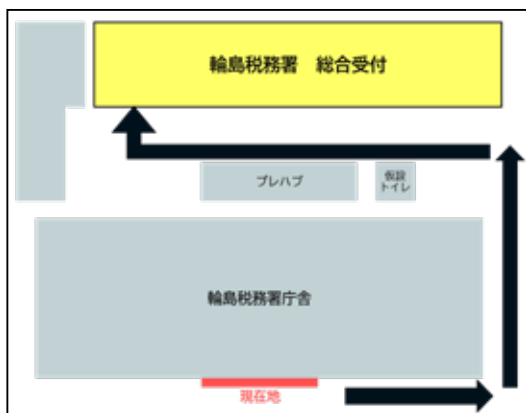 輪島税務署　総合受付
プレハブ
仮設
トイレ
輪島税務署庁舎
現在地